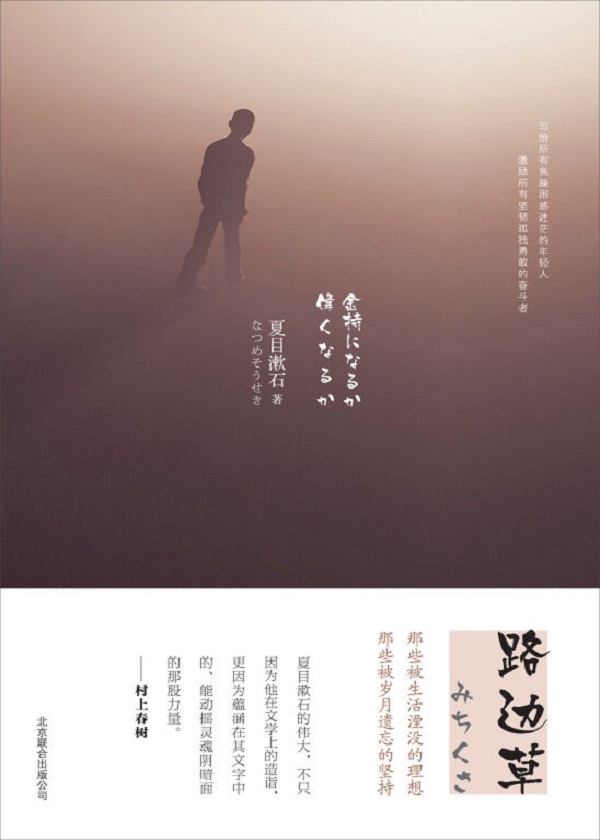 写给所有焦躁困惑迷茫的年轻人
激励所有坚韧孤独勇敢的奋斗者
金持になるか
偉くなるか
夏目漱石 著
なつめそうせき
路边草
みちくさ
那些被生活湮没的理想
那些被岁月遗忘的坚持
夏目漱石的伟大，不只
因为他在文学上的造诣，
更因为蕴涵在其文字中
的、能动摇灵魂阴暗面
的那股力量。
——村上春树
北京联合出版公司